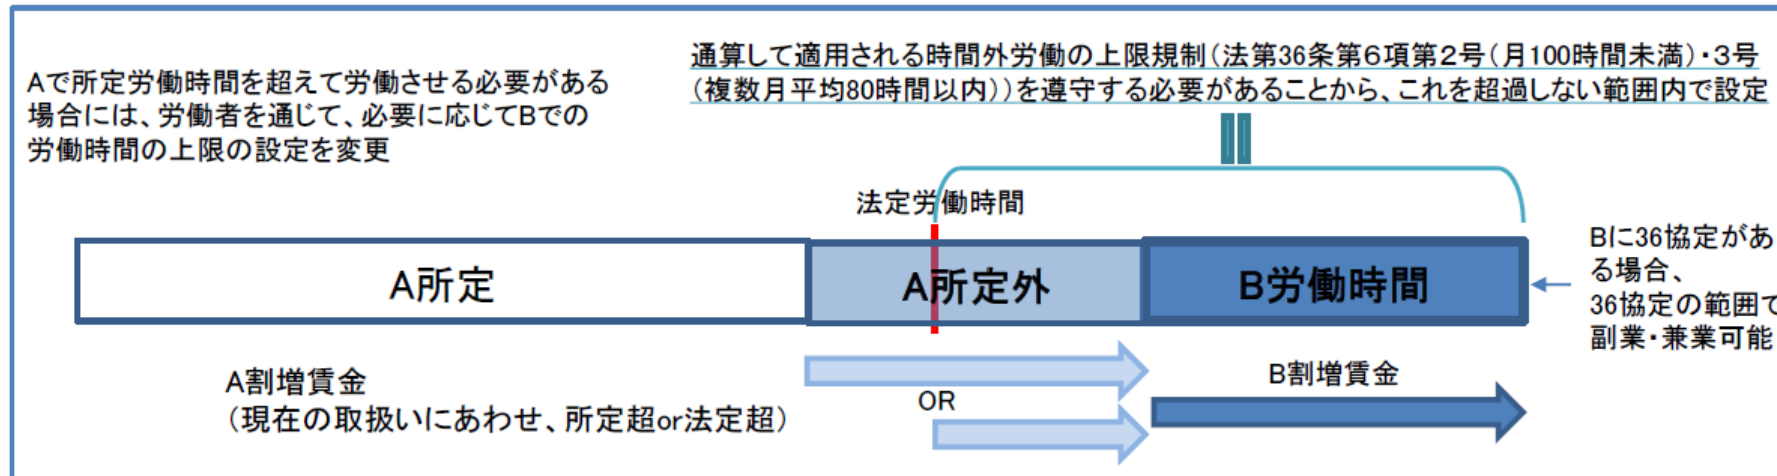 Aで所定労働時間を超えて労働させる必要がある
場合には、労働者を通じて、必要に応じてBでの
労働時間の上限の設定を変更
通算して適用される時間外労働の上限規制(法第36条第6項第2号(月100時間未満)・3号
(複数月平均80時間以内))を遵守する必要があることから、これを超過しない範囲内で設定
法定労働時間
A所定
A所定外
B労働時間
Bに36協定があ
る場合、
36協定の範囲で
副業・兼業可能
A割増賃金
(現在の取扱いにあわせ、所定超or法定超)
OR
B割増賃金